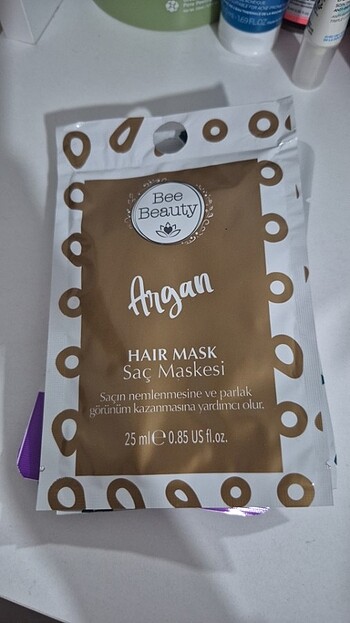 Bee
Beauty
Argan
HAIR MASK
Saç Maskesi
Saçın nemlenmesine ve parlak
görünüm kazanmasına yardımcı olur.
25 ml ℮ 0.85 US fl.oz.